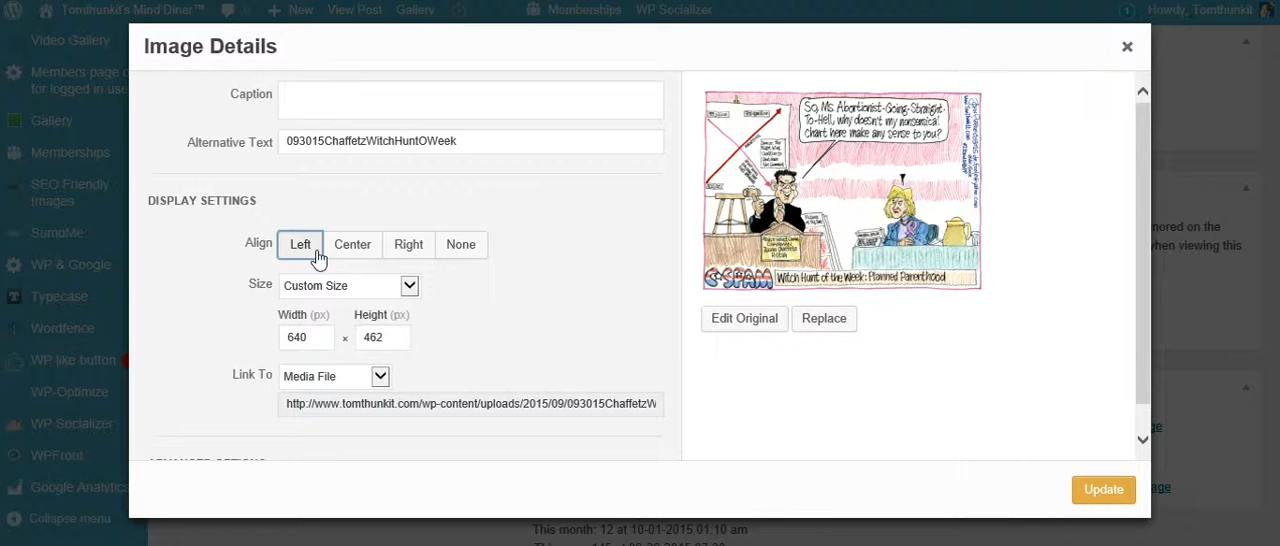 Tomthunkit's Mind Diner™ New View Post Gallery Memberships WP Socializer 1 Howdy, Tomthunkit
Video Gallery
Members page o
for logged in use
Gallery
Memberships
SEO Friendly
Images
SumoMe
WP & Google
Typecase
Wordfence
WP like button
WP-Optimize
WP Socializer
WPFront
Google Analytics
Collapse menu
Image Details ×
Caption
Alternative Text 093015ChaffetzWitchHuntOWeek
DISPLAY SETTINGS
Align Left Center Right None
Size Custom Size
Width (px) Height (px)
640 × 462
Link To Media File
http://www.tomthunkit.com/wp-content/uploads/2015/09/093015ChaffetzW
So, Ms. Abortionist-Going-Straight-
To-Hell, why doesn't my nonsensical
chart here make any sense to you?
C-SPAM Witch Hunt of the Week: Planned Parenthood
Edit Original Replace
Update
nored on the
when viewing this
ge
age
This month: 12 at 10-01-2015 01.10 am